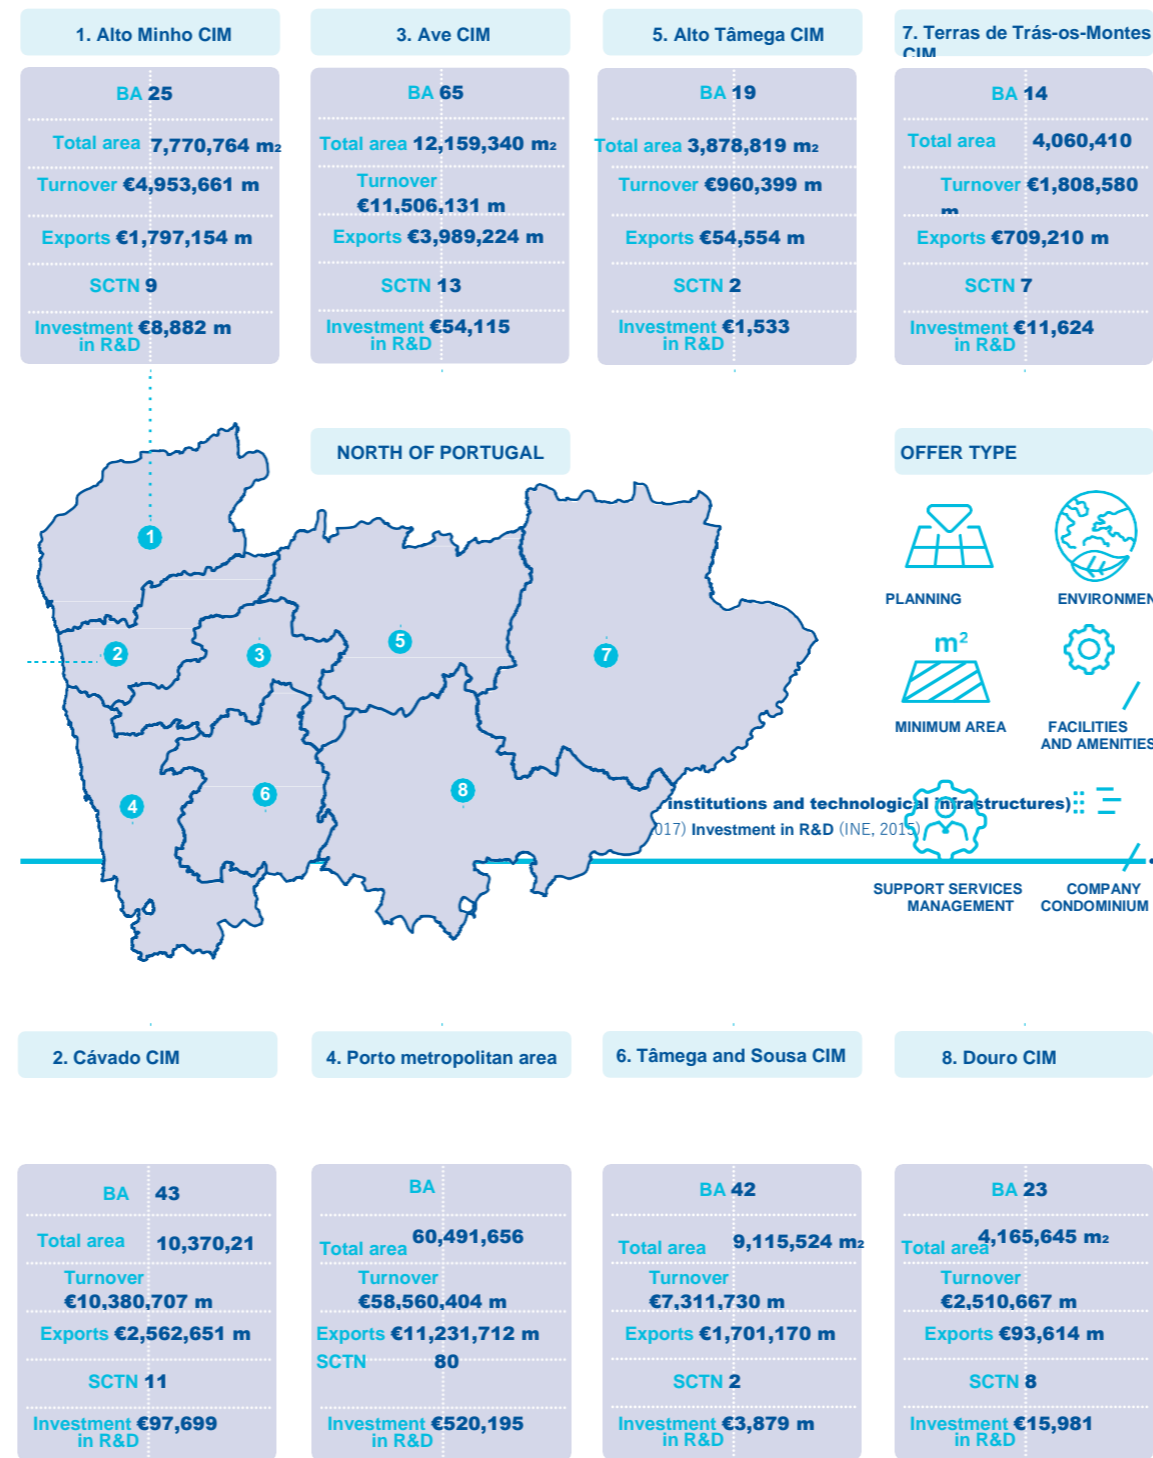 1. Alto Minho CIM
BA 25
Total area 7,770,764 m2
Turnover €4,953,661 m
Exports €1,797,154 m
SCTN 9
Investment €8,882 m
in R&D
3. Ave CIM
BA 65
Total area 12,159,340 m2
Turnover
€11,506,131 m
Exports €3,989,224 m
SCTN 13
Investment €54,115
in R&D
5. Alto Tâmega CIM
BA 19
Total area 3,878,819 m2
Turnover €960,399 m
Exports €54,554 m
SCTN 2
Investment €1,533
in R&D
7. Terras de Trás-os-Montes
CIM
BA 14
Total area 4,060,410
Turnover €1,808,580
m
Exports €709,210 m
SCTN 7
Investment €11,624
in R&D
NORTH OF PORTUGAL
1
2
3
4
5
6
7
8
OFFER TYPE
PLANNING
ENVIRONMEN
m²
MINIMUM AREA
FACILITIES
AND AMENITIES
institutions and technological infrastructures)
017) Investment in R&D (INE, 2015)
SUPPORT SERVICES
MANAGEMENT
COMPANY
CONDOMINIUM
2. Cávado CIM
BA 43
Total area 10,370,21
Turnover
€10,380,707 m
Exports €2,562,651 m
SCTN 11
Investment €97,699
in R&D
4. Porto metropolitan area
BA
Total area 60,491,656
Turnover
€58,560,404 m
Exports €11,231,712 m
SCTN 80
Investment €520,195
in R&D
6. Tâmega and Sousa CIM
BA 42
Total area 9,115,524 m2
Turnover
€7,311,730 m
Exports €1,701,170 m
SCTN 2
Investment €3,879 m
in R&D
8. Douro CIM
BA 23
Total area 4,165,645 m2
Turnover
€2,510,667 m
Exports €93,614 m
SCTN 8
Investment €15,981
in R&D